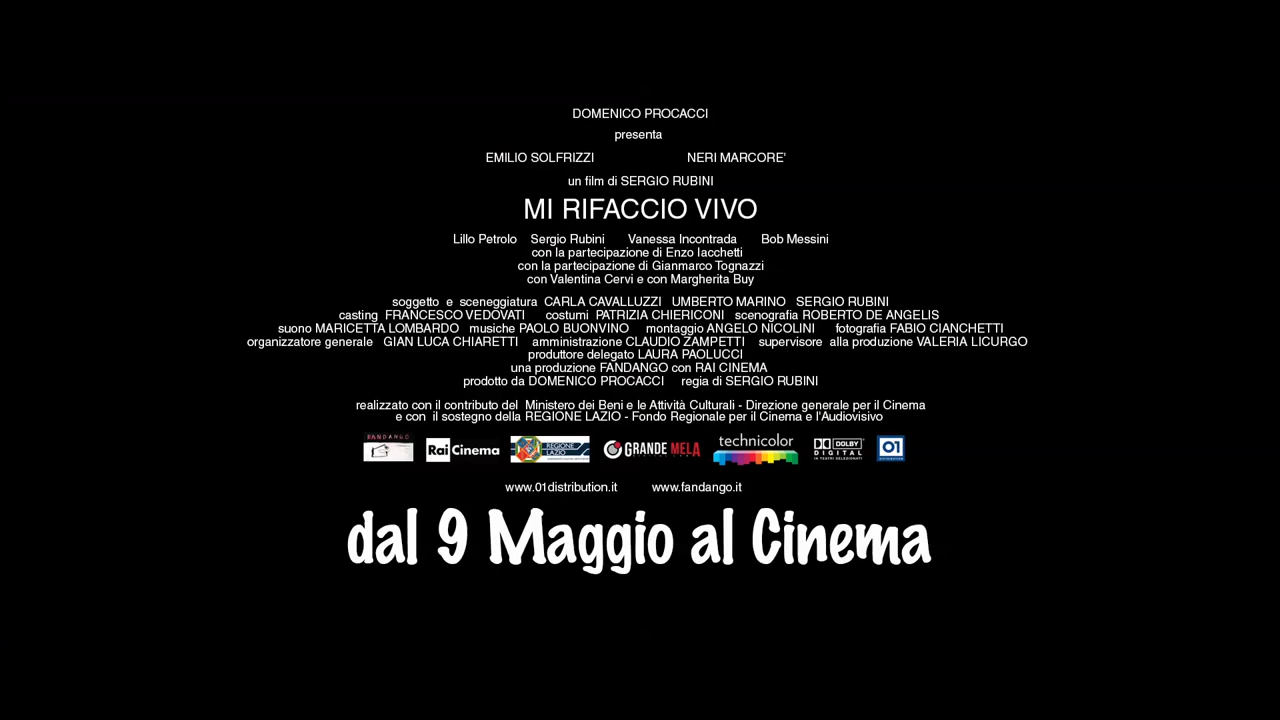 DOMENICO PROCACCI
presenta
EMILIO SOLFRIZZI NERI MARCORE'
un film di SERGIO RUBINI
MI RIFACCIO VIVO
Lillo Petrolo Sergio Rubini Vanessa Incontrada Bob Messini
con la partecipazione di Enzo Iacchetti
con la partecipazione di Gianmarco Tognazzi
con Valentina Cervi e con Margherita Buy
soggetto e sceneggiatura CARLA CAVALLUZZI UMBERTO MARINO SERGIO RUBINI
casting FRANCESCO VEDOVATI costumi PATRIZIA CHIERICONI scenografia ROBERTO DE ANGELIS
suono MARICETTA LOMBARDO musiche PAOLO BUONVINO montaggio ANGELO NICOLINI fotografia FABIO CIANCHETTI
organizzatore generale GIAN LUCA CHIARETTI amministrazione CLAUDIO ZAMPETTI supervisore alla produzione VALERIA LICURGO
produttore delegato LAURA PAOLUCCI
una produzione FANDANGO con RAI CINEMA
prodotto da DOMENICO PROCACCI regia di SERGIO RUBINI
realizzato con il contributo del Ministero dei Beni e le Attività Culturali - Direzione generale per il Cinema
e con il sostegno della REGIONE LAZIO - Fondo Regionale per il Cinema e l'Audiovisivo
FANDANGO Rai Cinema REGIONE LAZIO GRANDE MELA technicolor DOLBY DIGITAL IN TEATRI SELEZIONATI 01 DISTRIBUTION
www.01distribution.it www.fandango.it
dal 9 Maggio al Cinema